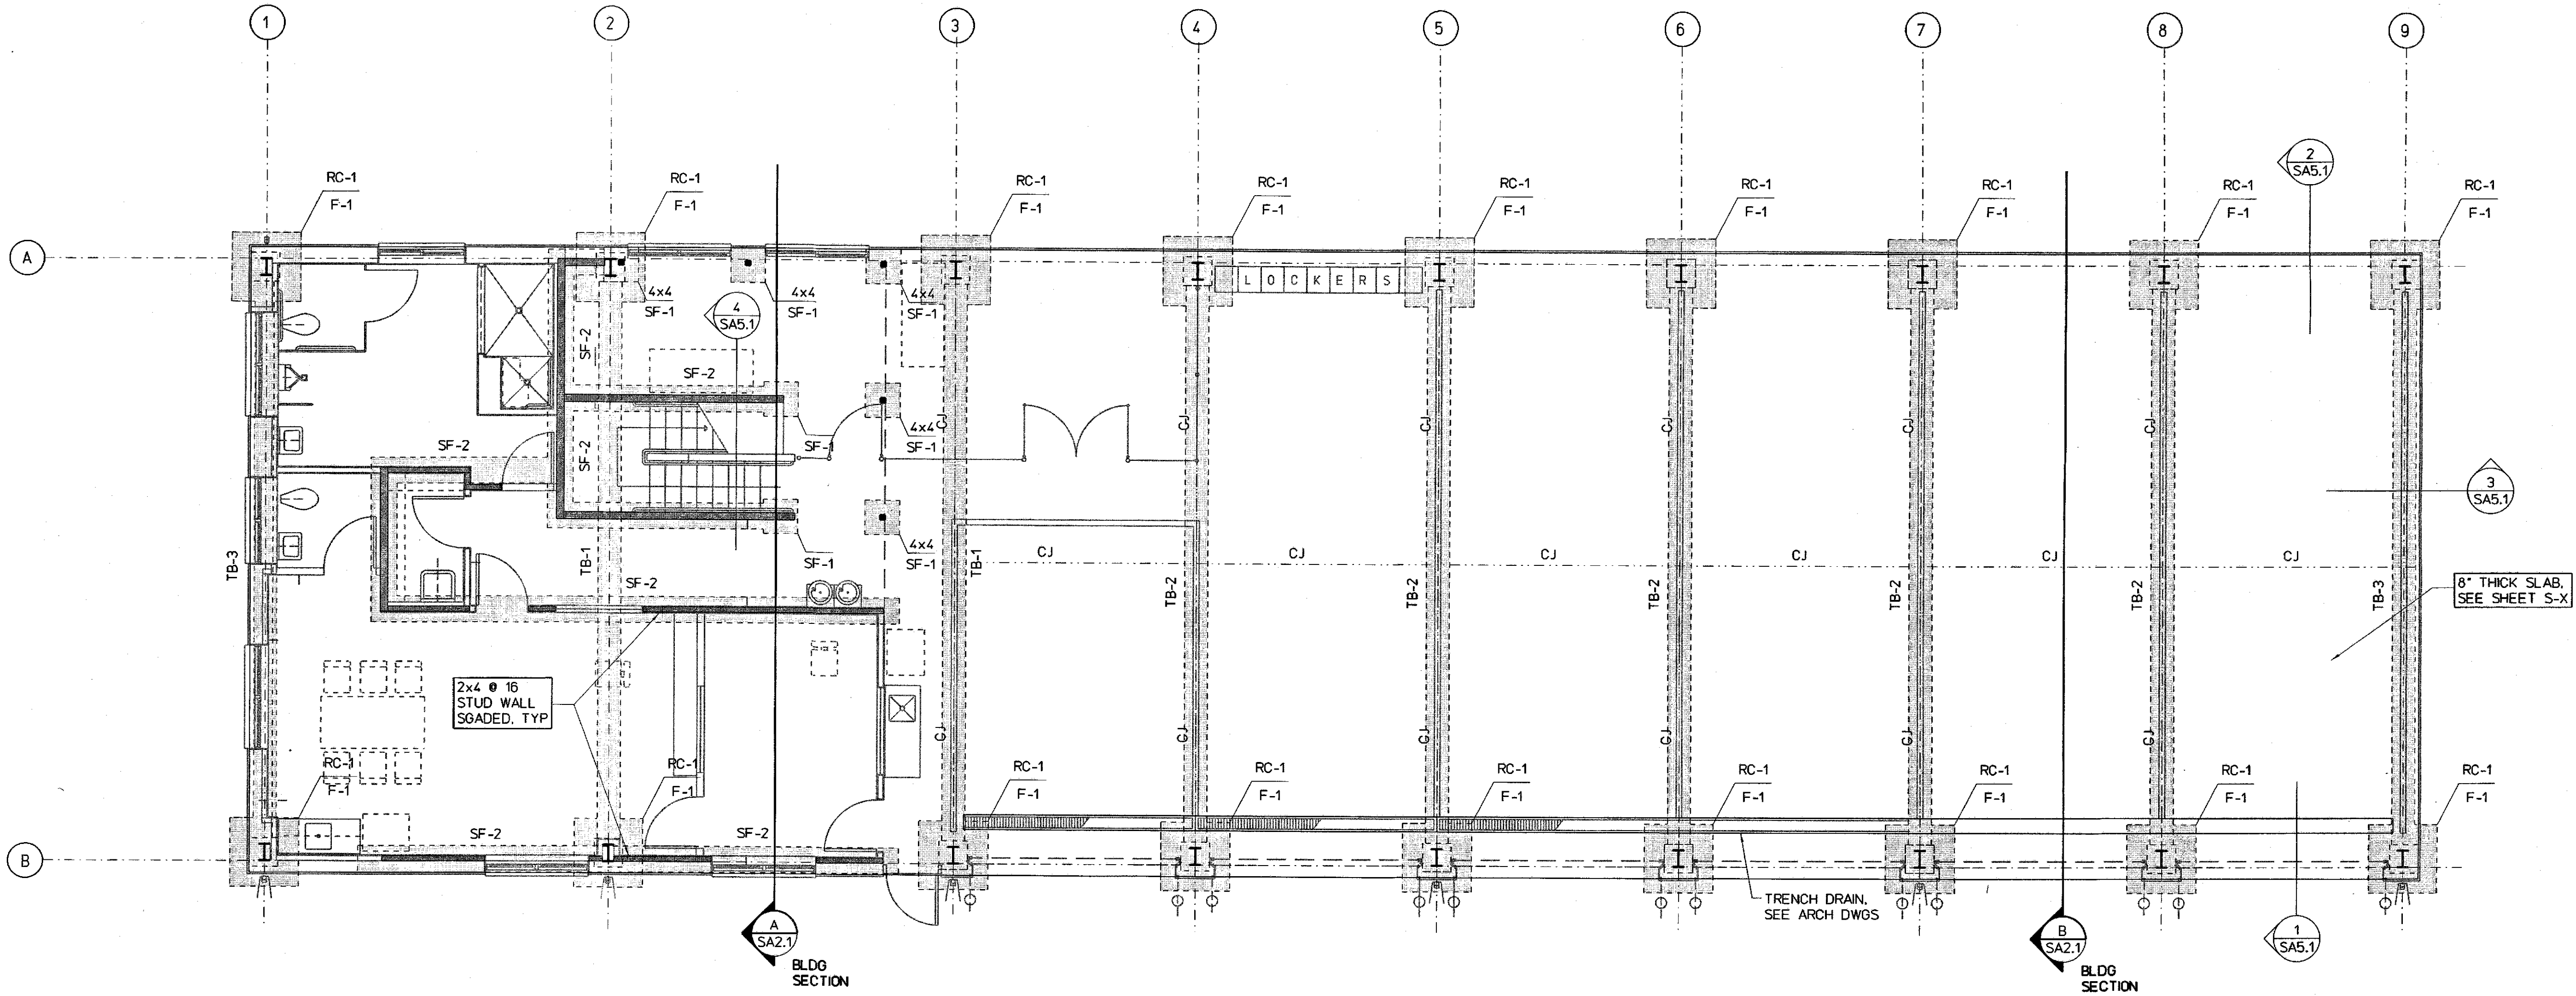 1
2
3
4
5
6
7
8
9
2
SA5.1
RC-1
F-1
RC-1
F-1
RC-1
F-1
RC-1
F-1
RC-1
F-1
RC-1
F-1
RC-1
F-1
RC-1
F-1
RC-1
F-1
A
LOCKERS
4x4
SF-1
4x4
SF-1
4x4
SF-1
4
SA5.1
SF-2
SF-2
CJ
CJ
CJ
CJ
CJ
CJ
4x4
SF-1
SF-1
SF-2
SF-2
3
SA5.1
TB-3
TB-1
SF-1
4x4
SF-1
SF-2
TB-1
CJ
CJ
CJ
CJ
CJ
CJ
TB-2
TB-2
TB-2
TB-2
TB-2
TB-3
8" THICK SLAB,
SEE SHEET S-X
2x4 @ 16
STUD WALL
SGADED, TYP
CJ
CJ
CJ
CJ
CJ
CJ
RC-1
F-1
RC-1
F-1
RC-1
F-1
RC-1
F-1
RC-1
F-1
RC-1
F-1
RC-1
F-1
RC-1
F-1
RC-1
F-1
SF-2
SF-2
B
TRENCH DRAIN,
SEE ARCH DWGS
A
SA2.1
BLDG
SECTION
B
SA2.1
BLDG
SECTION
1
SA5.1